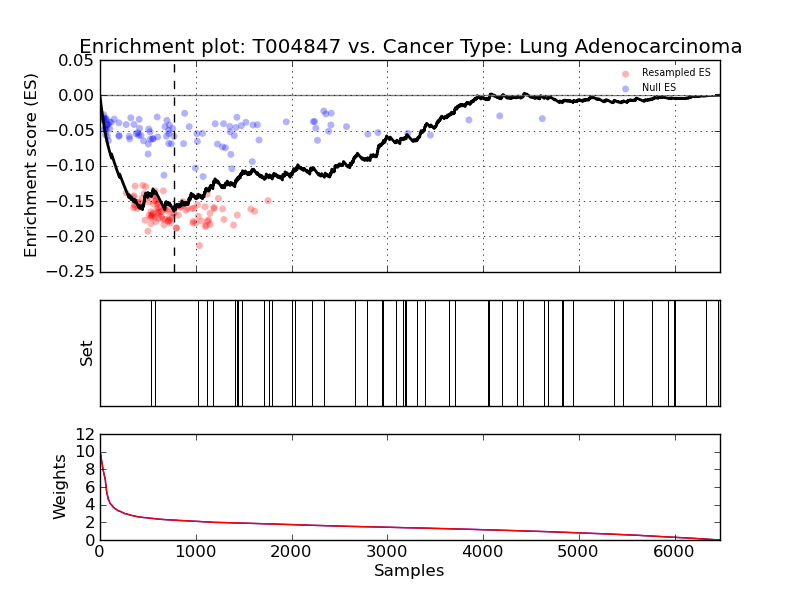 Enrichment plot: T004847 vs. Cancer Type: Lung Adenocarcinoma
Enrichment score (ES)
0.05
0.00
−0.05
−0.10
−0.15
−0.20
−0.25
Resampled ES
Null ES
Set
Weights
12
10
8
6
4
2
0
0 1000 2000 3000 4000 5000 6000
Samples